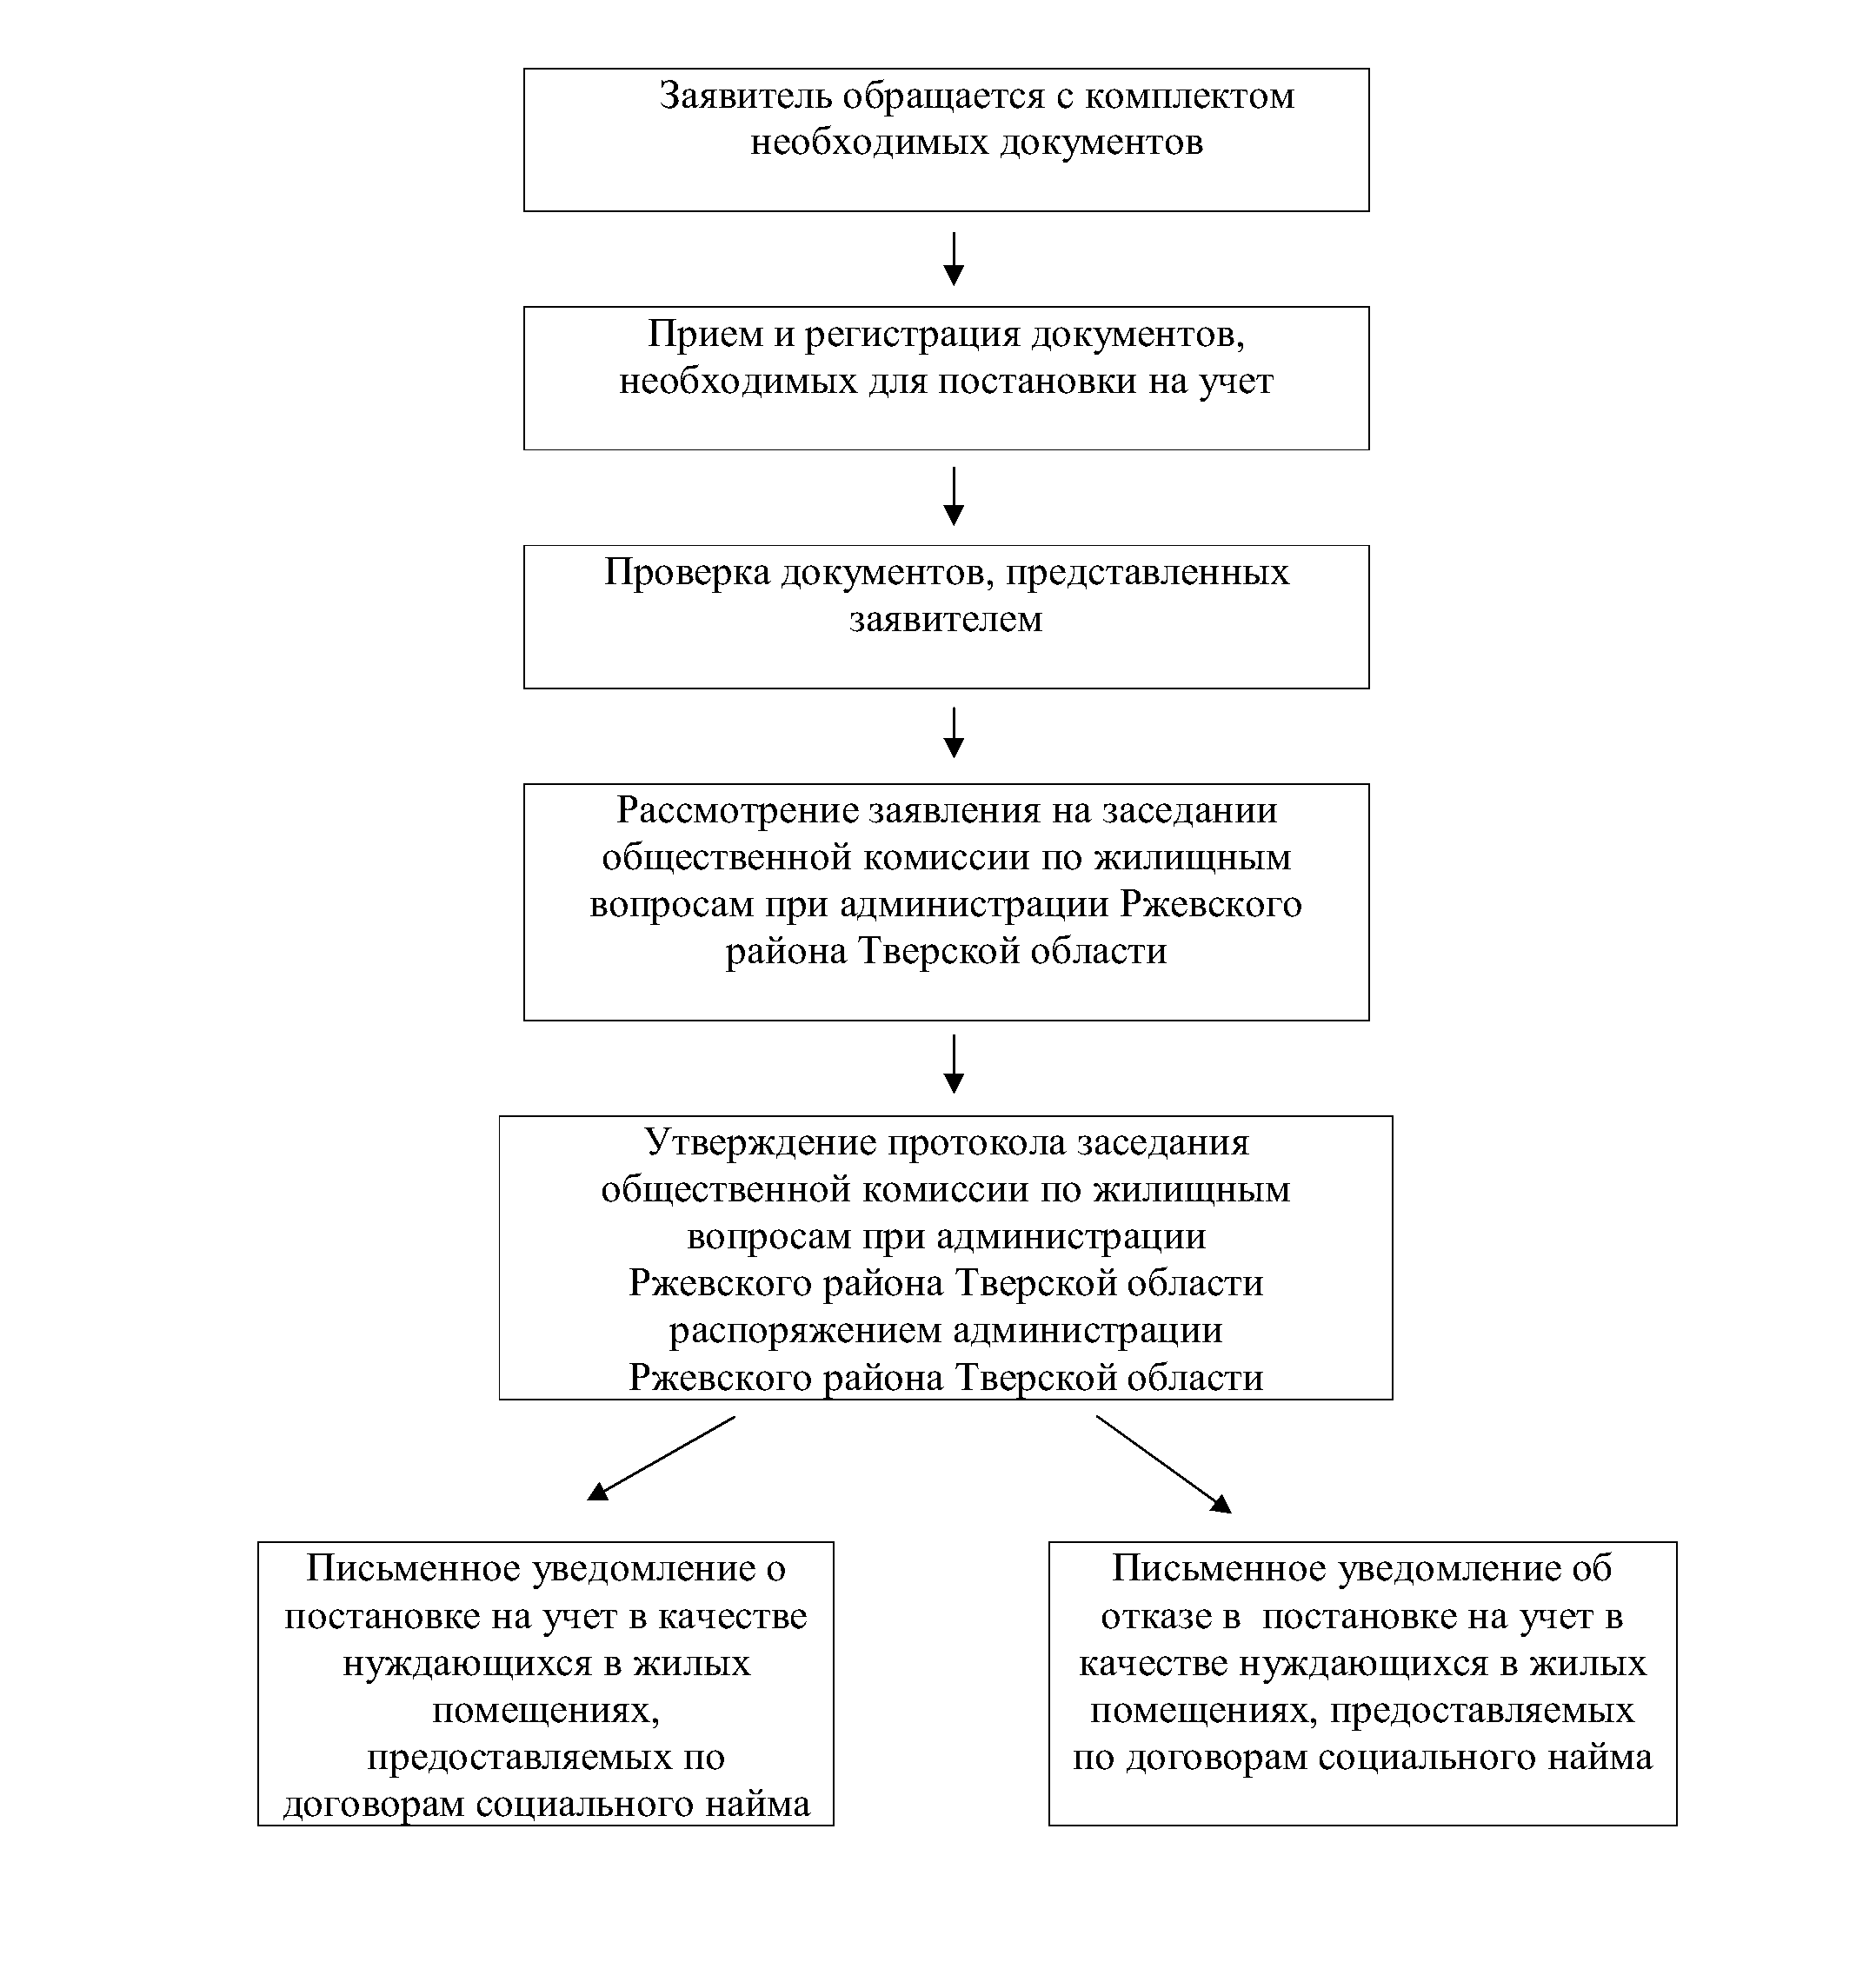 Заявитель обращается с комплектом
необходимых документов
Прием и регистрация документов,
необходимых для постановки на учет
Проверка документов, представленных
заявителем
Рассмотрение заявления на заседании
общественной комиссии по жилищным
вопросам при администрации Ржевского
района Тверской области
Утверждение протокола заседания
общественной комиссии по жилищным
вопросам при администрации
Ржевского района Тверской области
распоряжением администрации
Ржевского района Тверской области
Письменное уведомление о
постановке на учет в качестве
нуждающихся в жилых
помещениях,
предоставляемых по
договорам социального найма
Письменное уведомление об
отказе в  постановке на учет в
качестве нуждающихся в жилых
помещениях, предоставляемых
по договорам социального найма